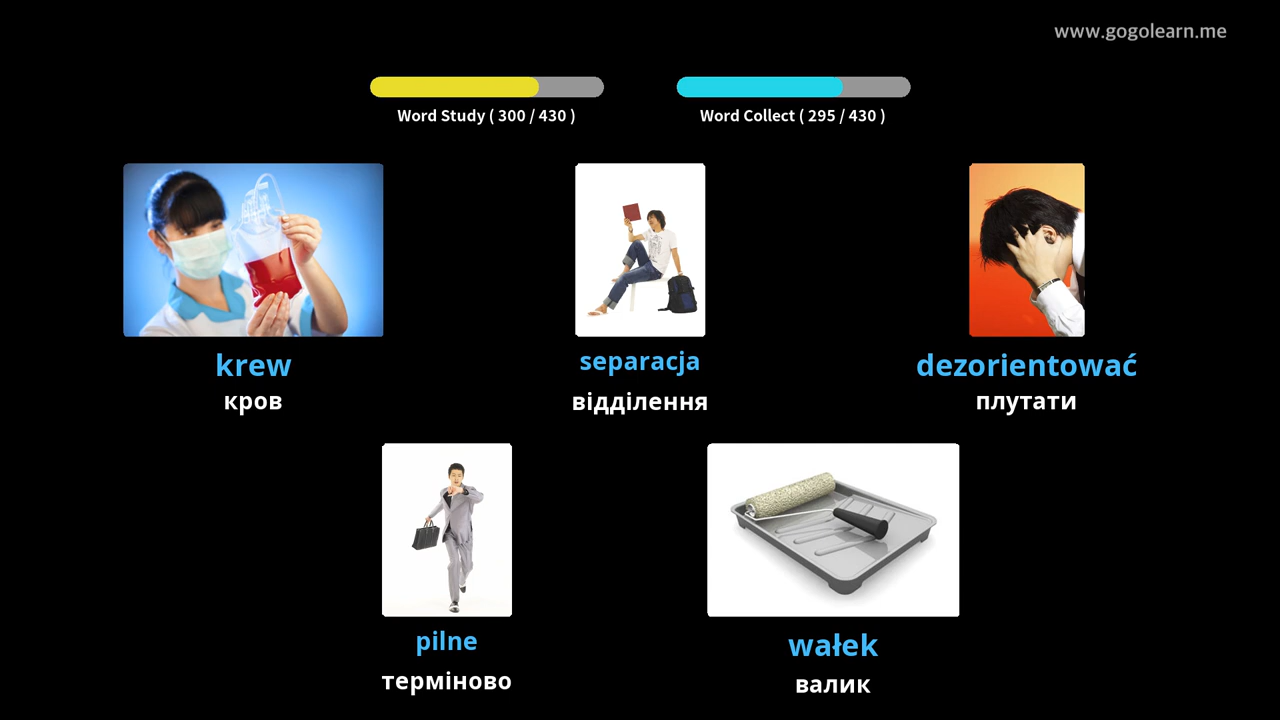 www.gogolearn.me
Word Study ( 300 / 430 )
Word Collect ( 295 / 430 )
krew
кров
separacja
відділення
dezorientować
плутати
pilne
терміново
wałek
валик